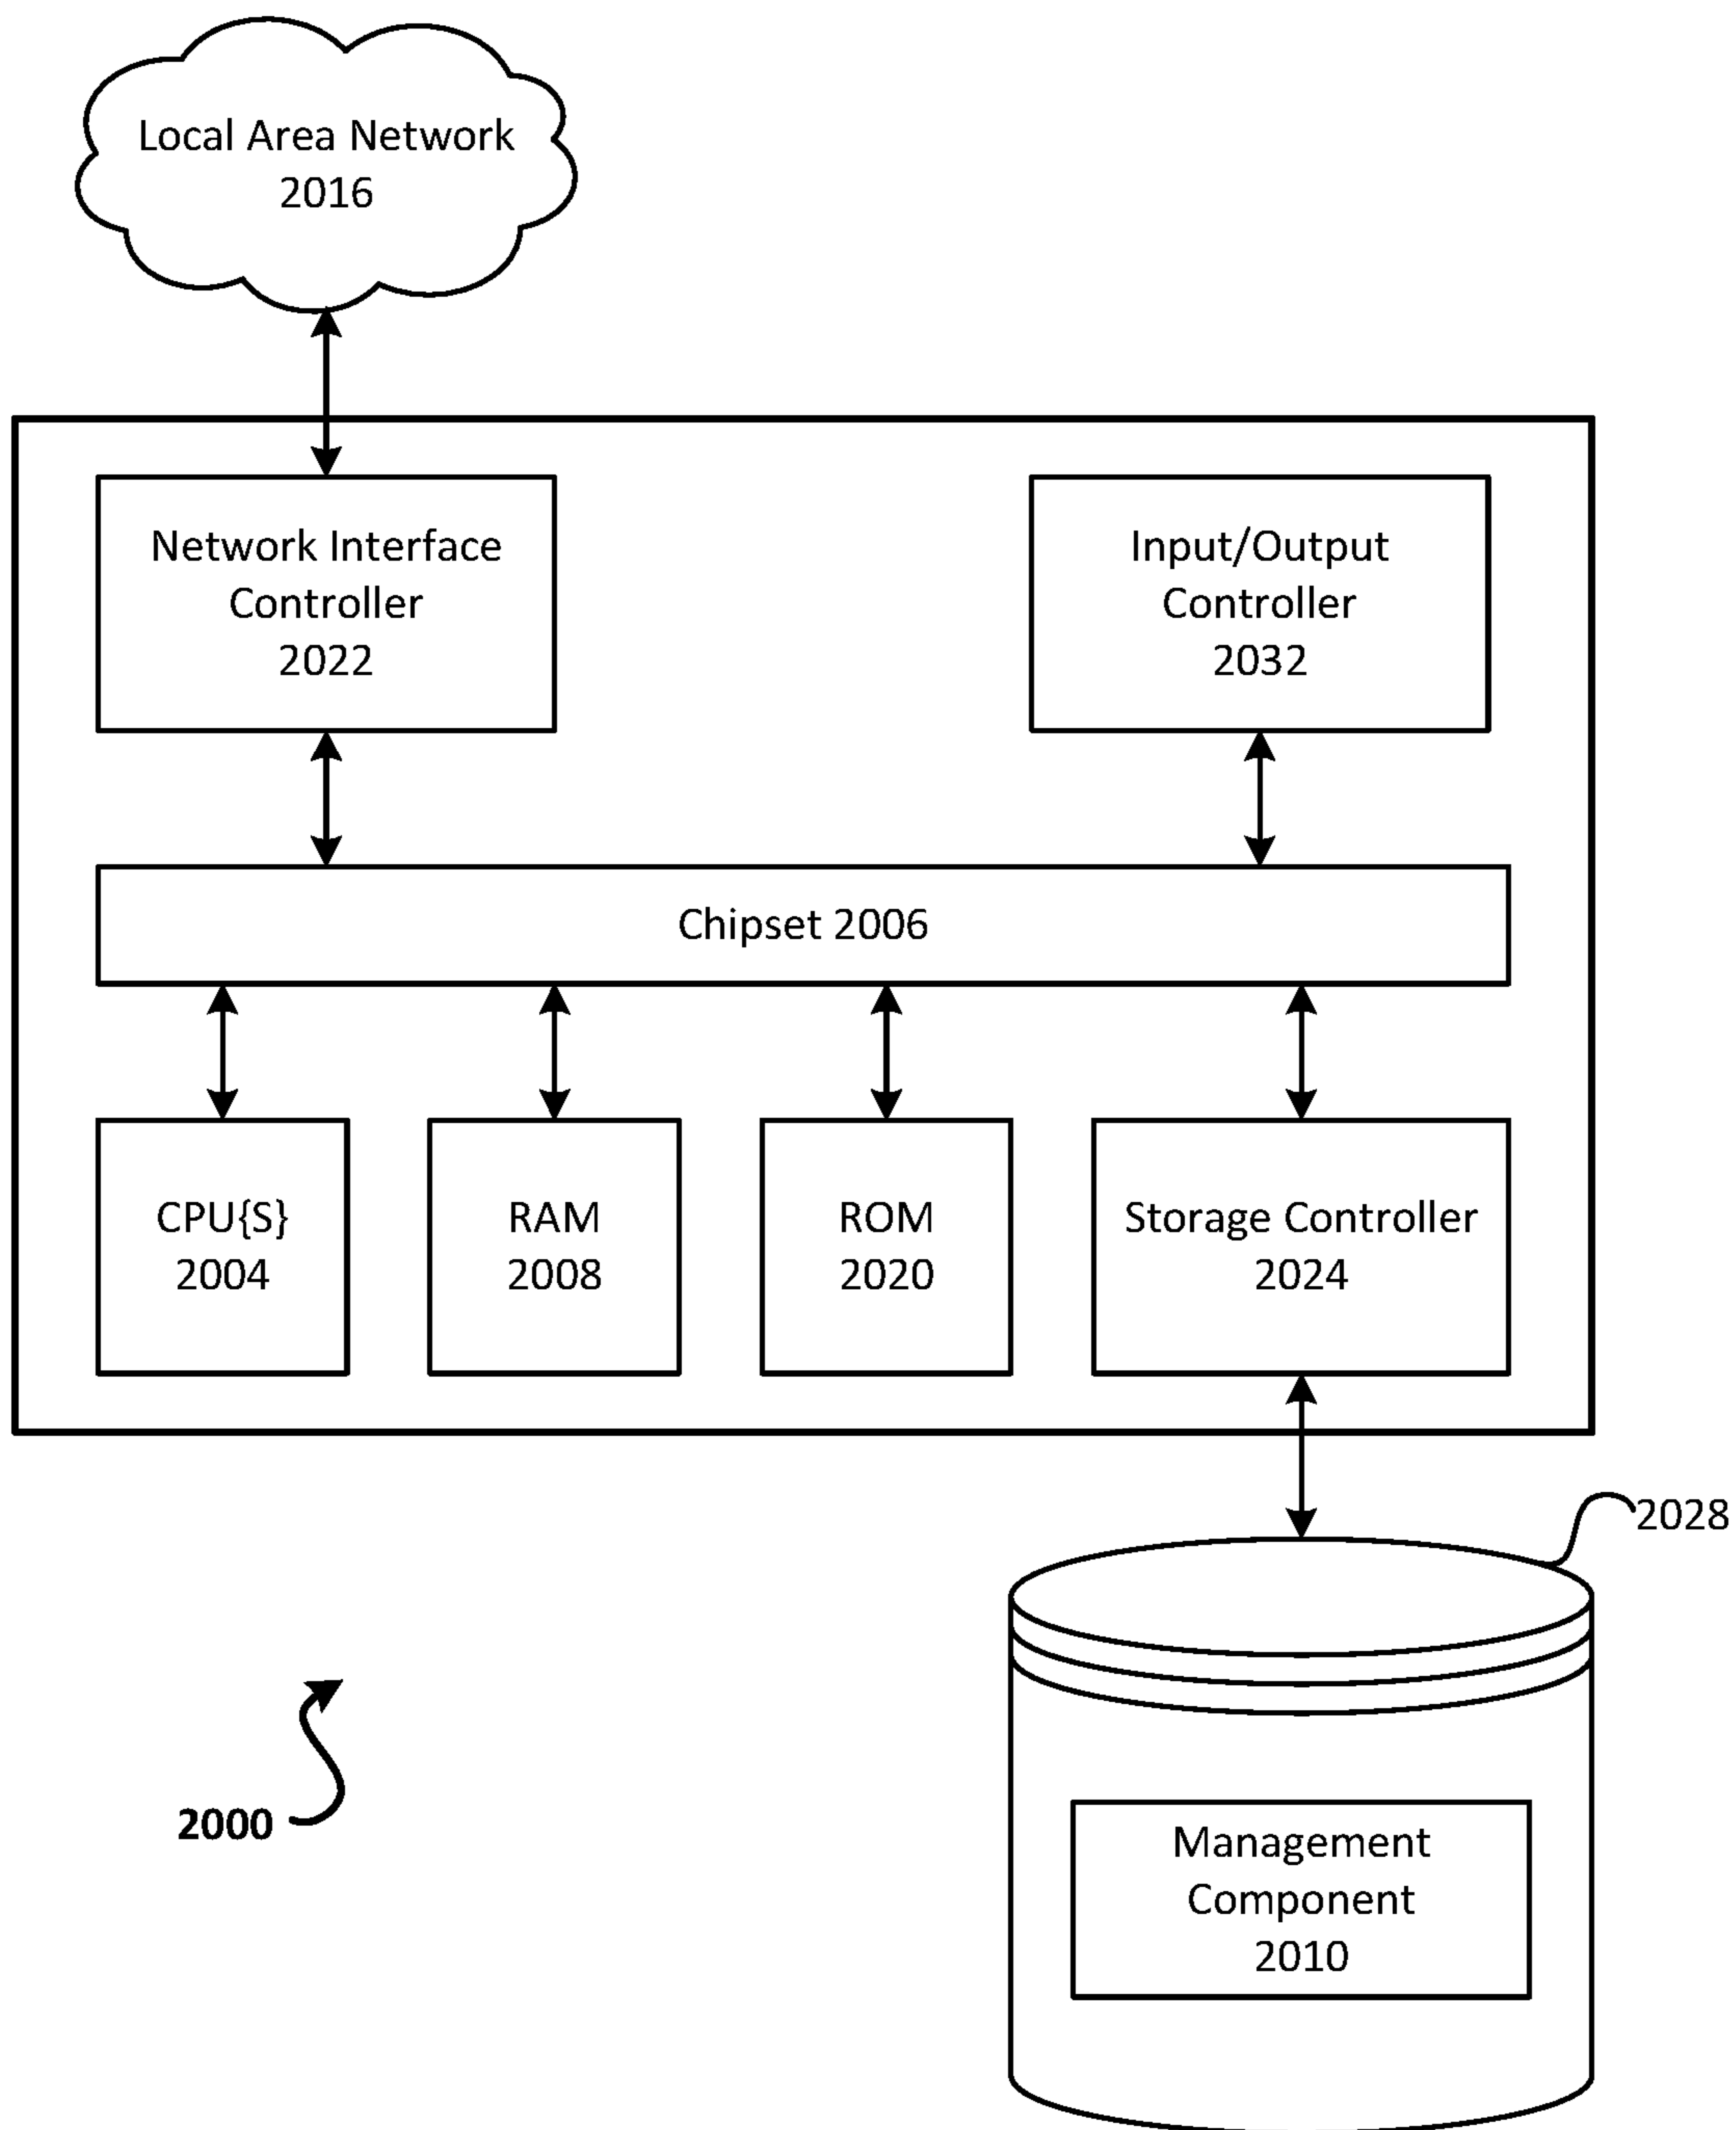 Local Area Network
2016
Network Interface
Controller
2022
Input/Output
Controller
2032
Chipset 2006
CPU{S}
2004
RAM
2008
ROM
2020
Storage Controller
2024
2028
Management
Component
2010
2000